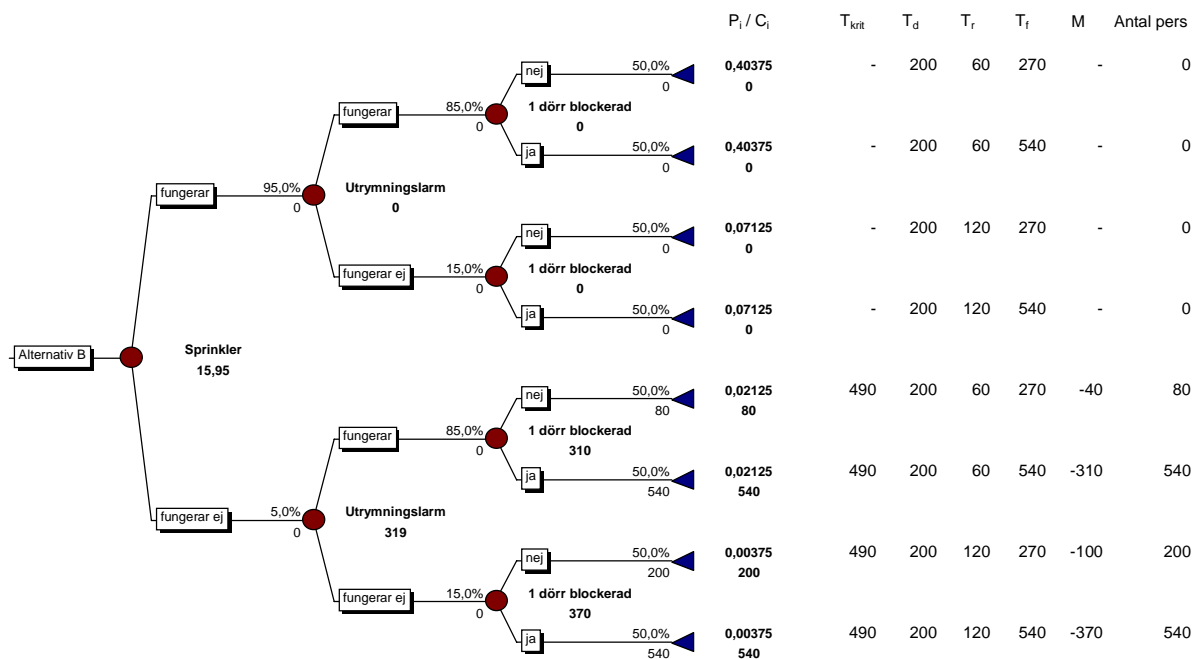 P_i / C_i T_krit T_d T_r T_f M Antal pers
nej 50,0% 0,40375 - 200 60 270 - 0
0 0
fungerar 85,0% 1 dörr blockerad
0 0
ja 50,0% 0,40375 - 200 60 540 - 0
0 0
fungerar 95,0% Utrymningslarm
0 0
nej 50,0% 0,07125 - 200 120 270 - 0
0 0
fungerar ej 15,0% 1 dörr blockerad
0 0
ja 50,0% 0,07125 - 200 120 540 - 0
0 0
Alternativ B Sprinkler
15,95
nej 50,0% 0,02125 490 200 60 270 -40 80
80 80
fungerar 85,0% 1 dörr blockerad
0 310
ja 50,0% 0,02125 490 200 60 540 -310 540
540 540
fungerar ej 5,0% Utrymningslarm
0 319
nej 50,0% 0,00375 490 200 120 270 -100 200
200 200
fungerar ej 15,0% 1 dörr blockerad
0 370
ja 50,0% 0,00375 490 200 120 540 -370 540
540 540